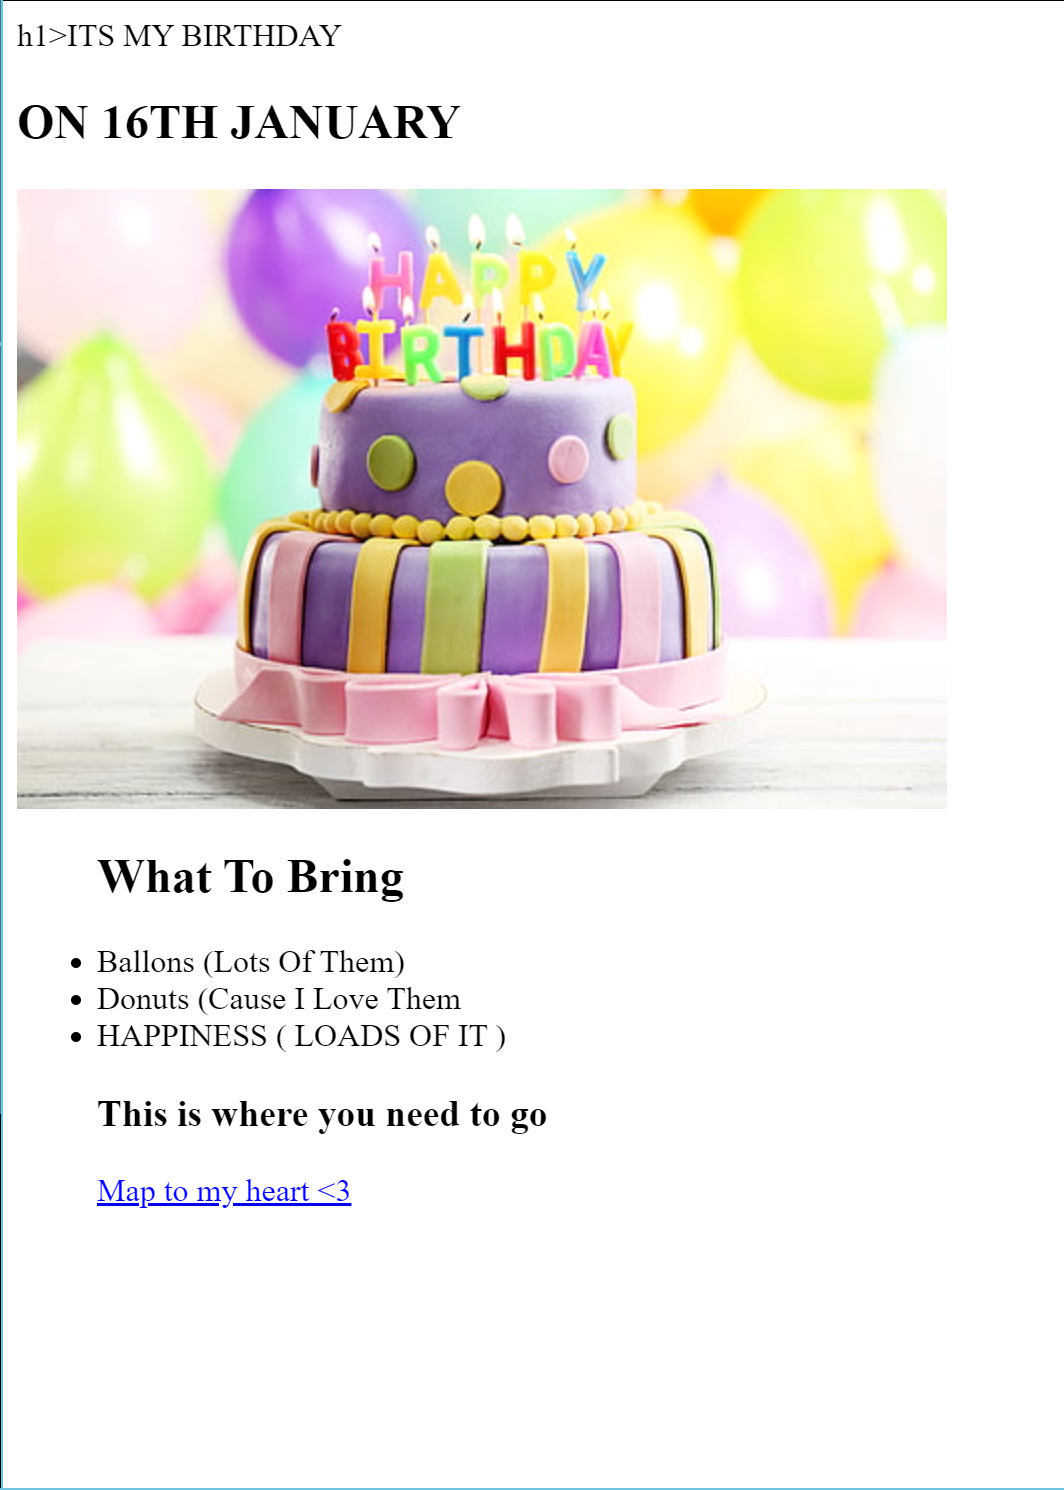 h1>ITS MY BIRTHDAY
ON 16TH JANUARY
HAPPY
BIRTHDAY
What To Bring
Ballons (Lots Of Them)
Donuts (Cause I Love Them
HAPPINESS ( LOADS OF IT )
This is where you need to go
Map to my heart <3